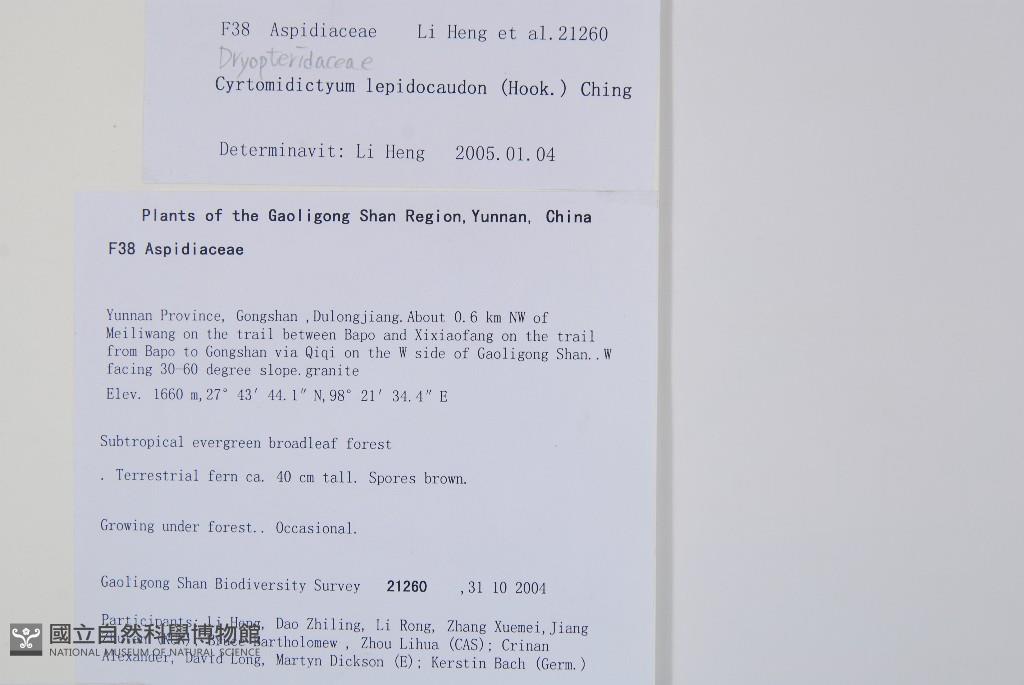 F38 Aspidiaceae Li Heng et al.21260
Dryopteridaceae
Cyrtomidictyum lepidocaudon (Hook.) Ching
Determinavit: Li Heng 2005.01.04
Plants of the Gaoligong Shan Region,Yunnan, China
F38 Aspidiaceae
Yunnan Province, Gongshan ,Dulongjiang.About 0.6 km NW of
Meiliwang on the trail between Bapo and Xixiaofang on the trail
from Bapo to Gongshan via Qiqi on the W side of Gaoligong Shan..W
facing 30-60 degree slope.granite
Elev. 1660 m,27° 43′ 44.1″ N,98° 21′ 34.4″ E
Subtropical evergreen broadleaf forest
. Terrestrial fern ca. 40 cm tall. Spores brown.
Growing under forest.. Occasional.
Gaoligong Shan Biodiversity Survey 21260 ,31 10 2004
Participants: Li Heng, Dao Zhiling, Li Rong, Zhang Xuemei,Jiang
Bartholomew , Zhou Lihua (CAS); Crinan
Alexander, David Long, Martyn Dickson (E); Kerstin Bach (Germ.)
國立自然科學博物館
NATIONAL MUSEUM OF NATURAL SCIENCE